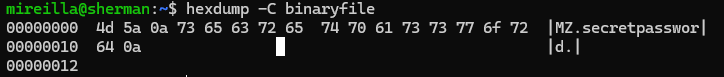 mireilla@sherman:~$ hexdump -C binaryfile
00000000  4d 5a 0a 73 65 63 72 65  74 70 61 73 73 77 6f 72  |MZ.secretpasswor|
00000010  64 0a                                             |d.|
00000012